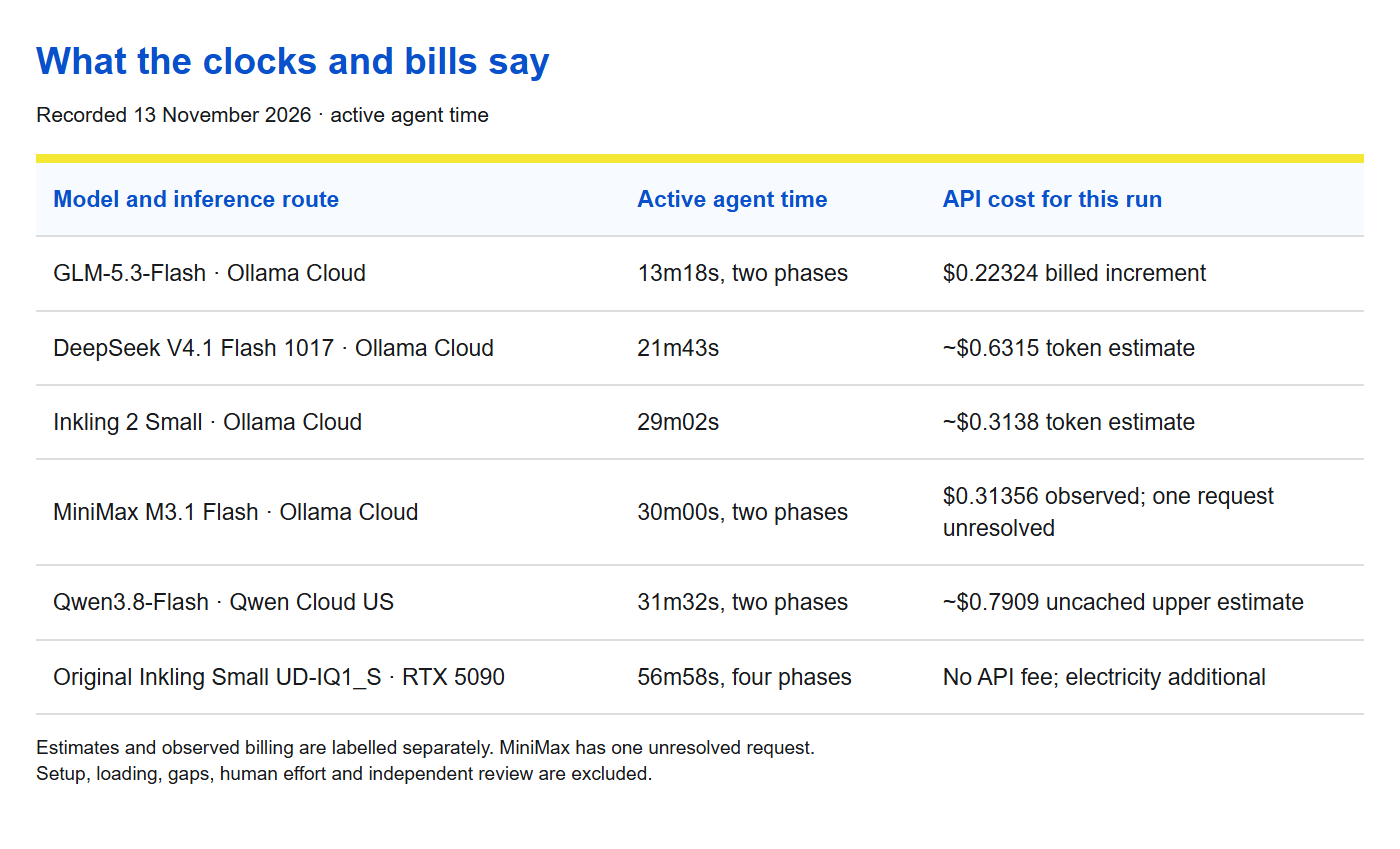 What the clocks and bills say
Recorded 13 November 2026 · active agent time
Model and inference route
Active agent time
API cost for this run
GLM-5.3-Flash · Ollama Cloud
13m18s, two phases
$0.22324 billed increment
DeepSeek V4.1 Flash 1017 · Ollama Cloud
21m43s
~$0.6315 token estimate
Inkling 2 Small · Ollama Cloud
29m02s
~$0.3138 token estimate
MiniMax M3.1 Flash · Ollama Cloud
30m00s, two phases
$0.31356 observed; one request
unresolved
Qwen3.8-Flash · Qwen Cloud US
31m32s, two phases
~$0.7909 uncached upper estimate
Original Inkling Small UD-IQ1_S · RTX 5090
56m58s, four phases
No API fee; electricity additional
Estimates and observed billing are labelled separately. MiniMax has one unresolved request.
Setup, loading, gaps, human effort and independent review are excluded.